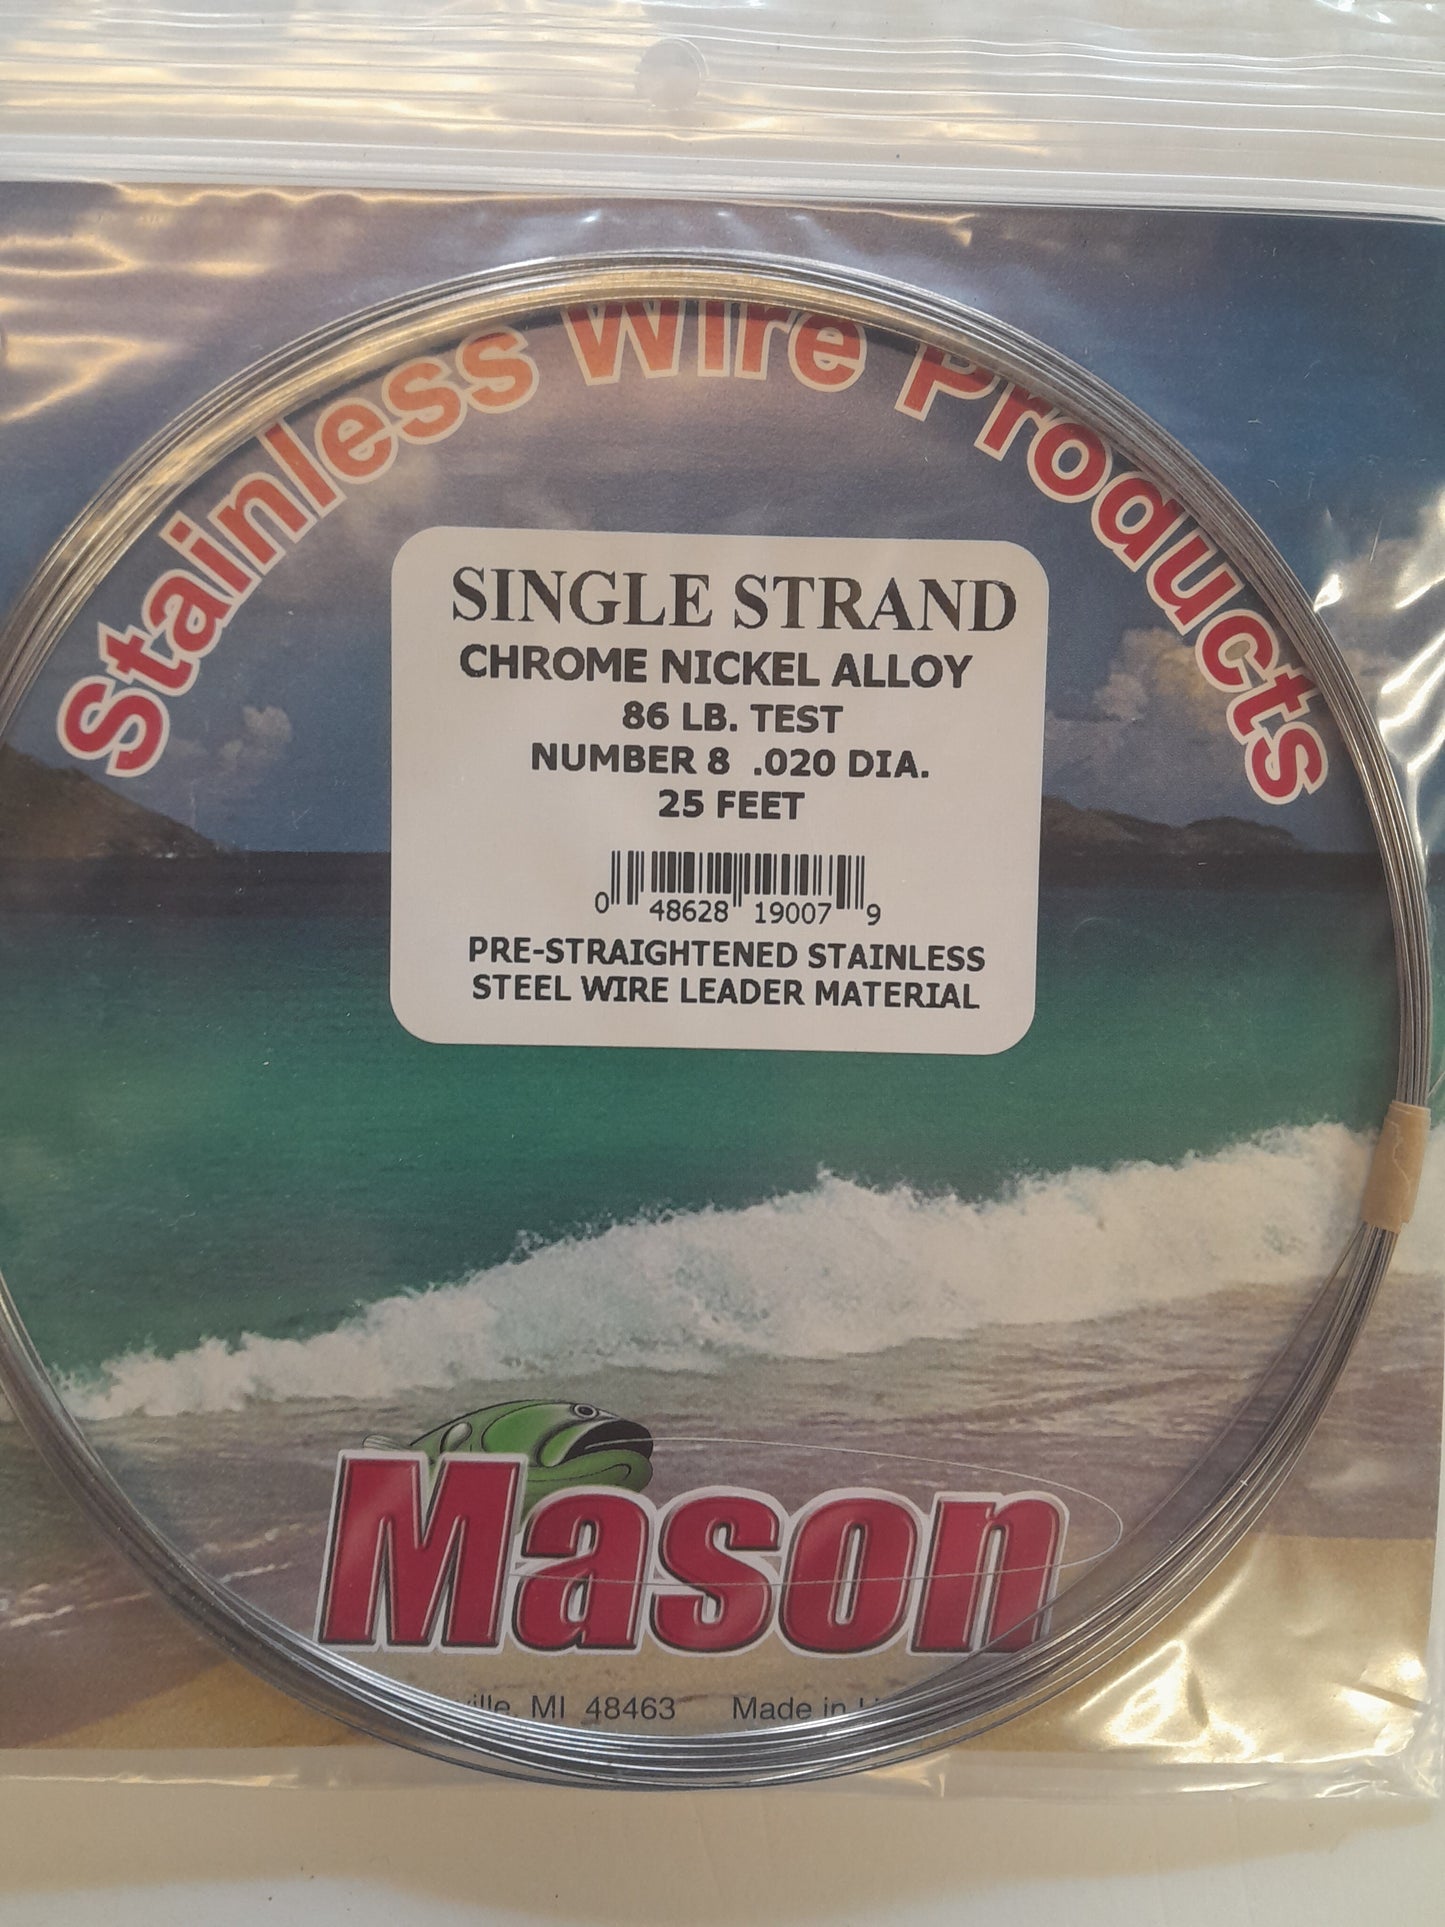 Stainless Wire Products
SINGLE STRAND
CHROME NICKEL ALLOY
86 LB. TEST
NUMBER 8 .020 DIA.
25 FEET
0 48628 19007 9
PRE-STRAIGHTENED STAINLESS
STEEL WIRE LEADER MATERIAL
Mason
MI 48463 Made in